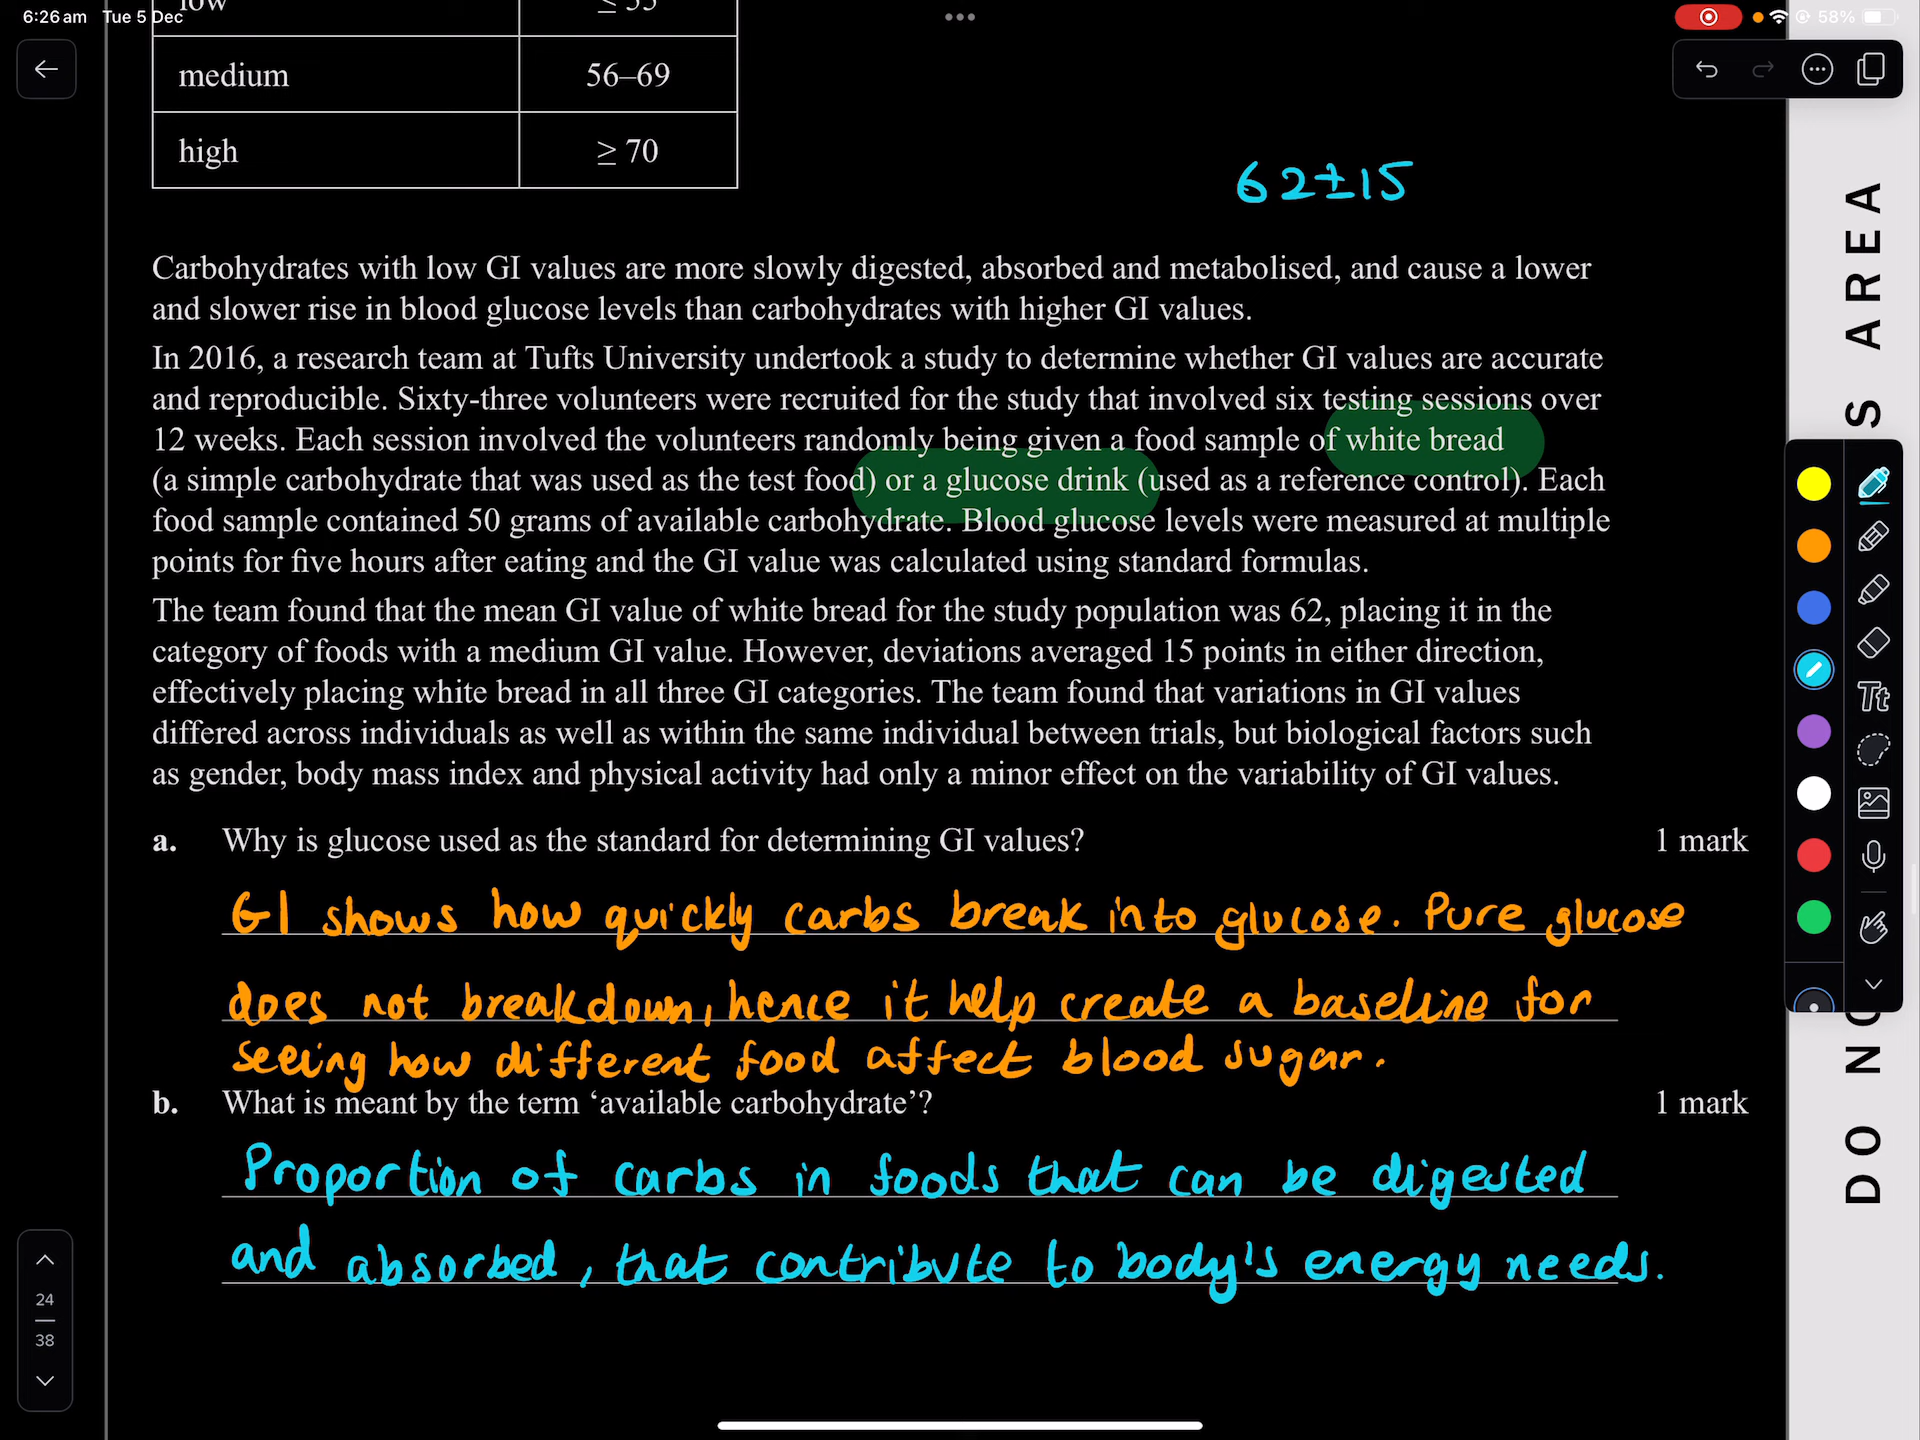 6:26 am Tue 5 Dec
58%
low ≤ 55
medium 56–69
high ≥ 70
62±15
Carbohydrates with low GI values are more slowly digested, absorbed and metabolised, and cause a lower
and slower rise in blood glucose levels than carbohydrates with higher GI values.
In 2016, a research team at Tufts University undertook a study to determine whether GI values are accurate
and reproducible. Sixty-three volunteers were recruited for the study that involved six testing sessions over
12 weeks. Each session involved the volunteers randomly being given a food sample of white bread
(a simple carbohydrate that was used as the test food) or a glucose drink (used as a reference control). Each
food sample contained 50 grams of available carbohydrate. Blood glucose levels were measured at multiple
points for five hours after eating and the GI value was calculated using standard formulas.
The team found that the mean GI value of white bread for the study population was 62, placing it in the
category of foods with a medium GI value. However, deviations averaged 15 points in either direction,
effectively placing white bread in all three GI categories. The team found that variations in GI values
differed across individuals as well as within the same individual between trials, but biological factors such
as gender, body mass index and physical activity had only a minor effect on the variability of GI values.
a. Why is glucose used as the standard for determining GI values? 1 mark
GI shows how quickly carbs break into glucose. Pure glucose
does not breakdown, hence it help create a baseline for
seeing how different food affect blood sugar.
b. What is meant by the term ‘available carbohydrate’? 1 mark
Proportion of carbs in foods that can be digested
and absorbed, that contribute to body's energy needs.
24
38
Tt
DO NO
S AREA